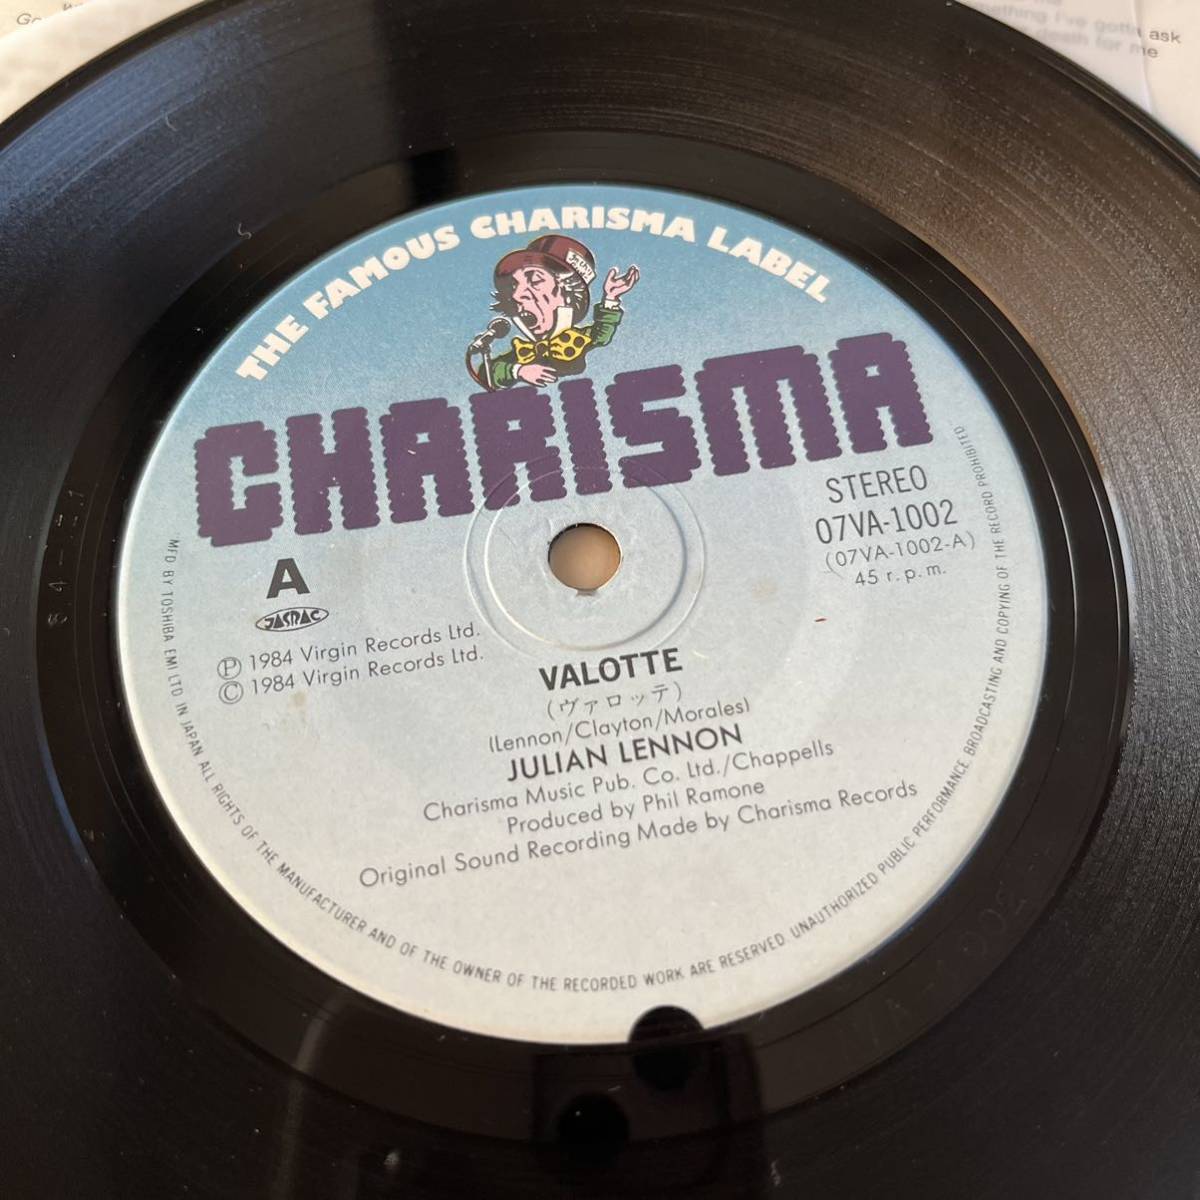 ask
me
THE FAMOUS CHARISMA LABEL
CHARISMA
STEREO
07VA-1002
(07VA-1002-A)
45 r.p.m.
A
JASRAC
Ⓟ 1984 Virgin Records Ltd.
© 1984 Virgin Records Ltd.
VALOTTE
(ヴァロッテ)
(Lennon/Clayton/Morales)
JULIAN LENNON
Charisma Music Pub. Co. Ltd./Chappells
Produced by Phil Ramone
Original Sound Recording Made by Charisma Records
MFD BY TOSHIBA EMI LTD IN JAPAN ALL RIGHTS OF THE MANUFACTURER AND OF THE OWNER OF THE RECORDED WORK ARE RESERVED. UNAUTHORIZED PUBLIC PERFORMANCE BROADCASTING AND COPYING OF THE RECORD PROHIBITED